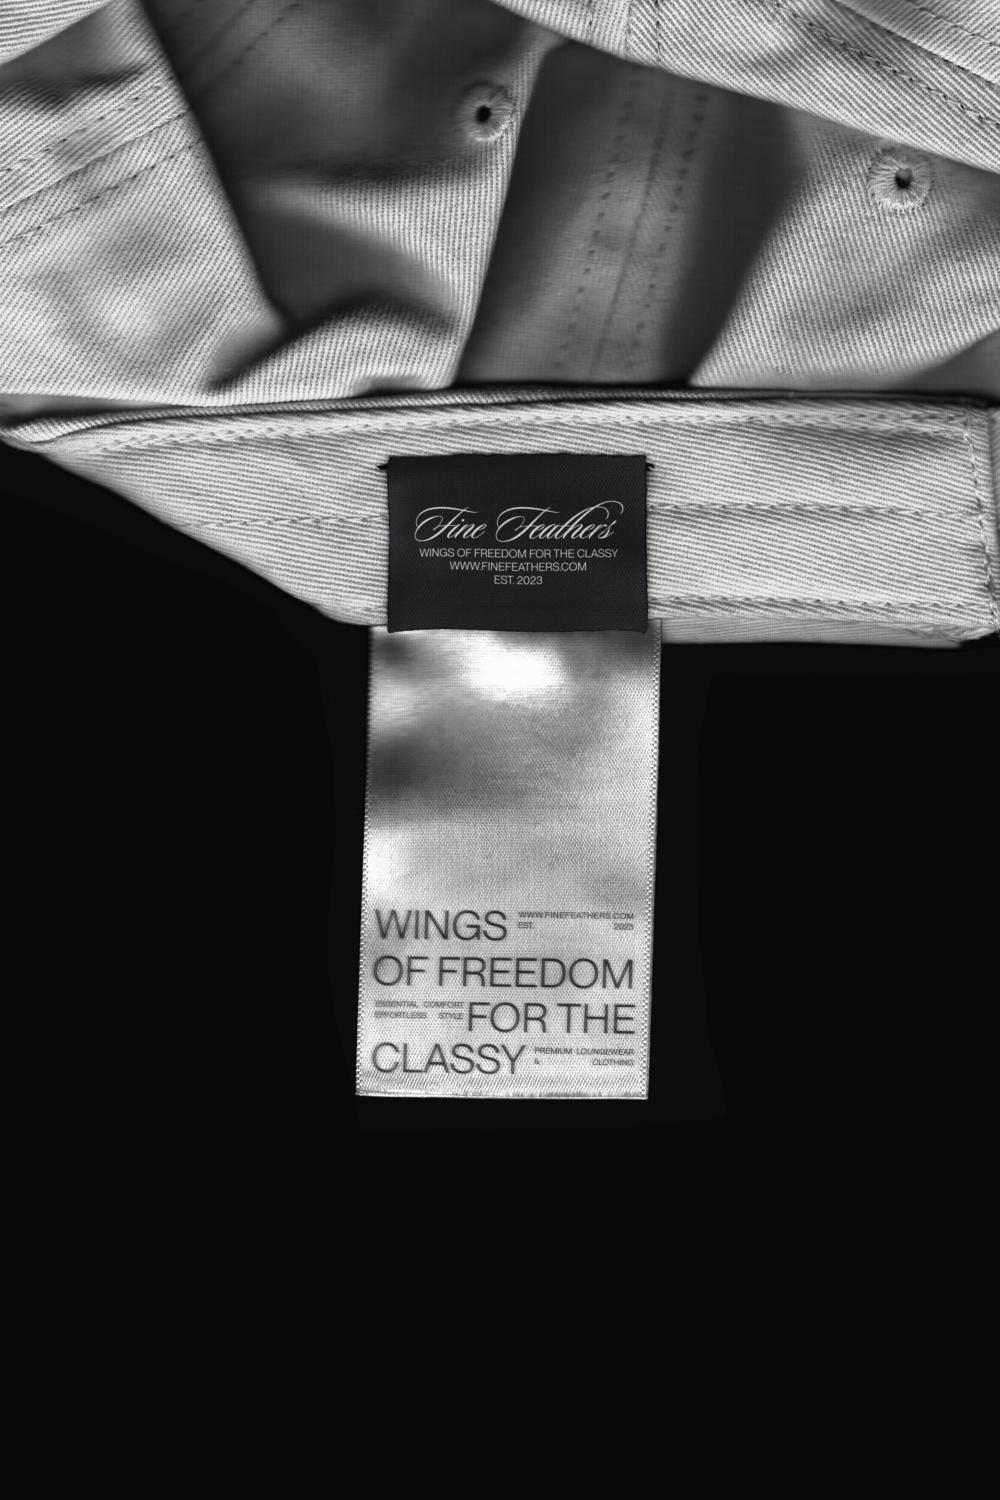 Fine Feathers
WINGS OF FREEDOM FOR THE CLASSY
WWW.FINEFEATHERS.COM
EST. 2023
WINGS
WWW.FINEFEATHERS.COM
EST. 2023
OF FREEDOM
ESSENTIAL COMFORT
EFFORTLESS STYLE
FOR THE
CLASSY
PREMIUM LOUNGEWEAR
& CLOTHING